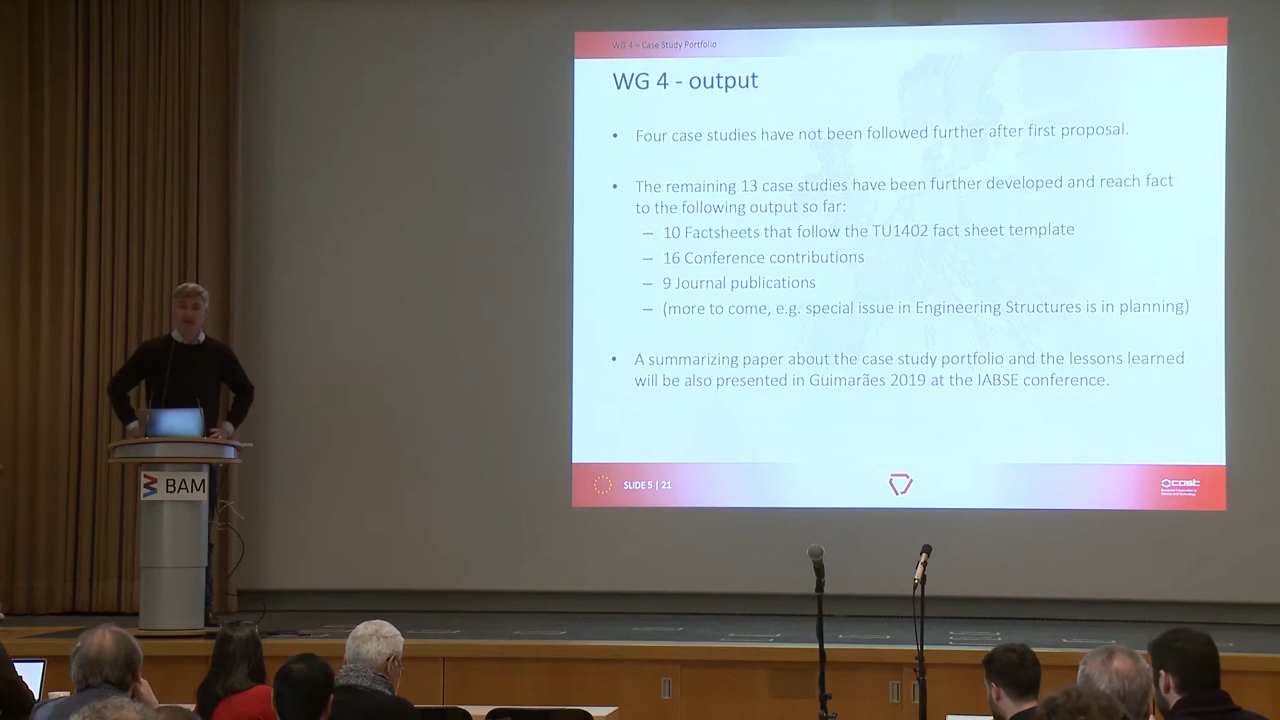 WG 4 – Case Study Portfolio
WG 4 - output
• Four case studies have not been followed further after first proposal.
• The remaining 13 case studies have been further developed and reach fact
to the following output so far:
– 10 Factsheets that follow the TU1402 fact sheet template
– 16 Conference contributions
– 9 Journal publications
– (more to come, e.g. special issue in Engineering Structures is in planning)
• A summarizing paper about the case study portfolio and the lessons learned
will be also presented in Guimarães 2019 at the IABSE conference.
SLIDE 5 | 21
cost
BAM